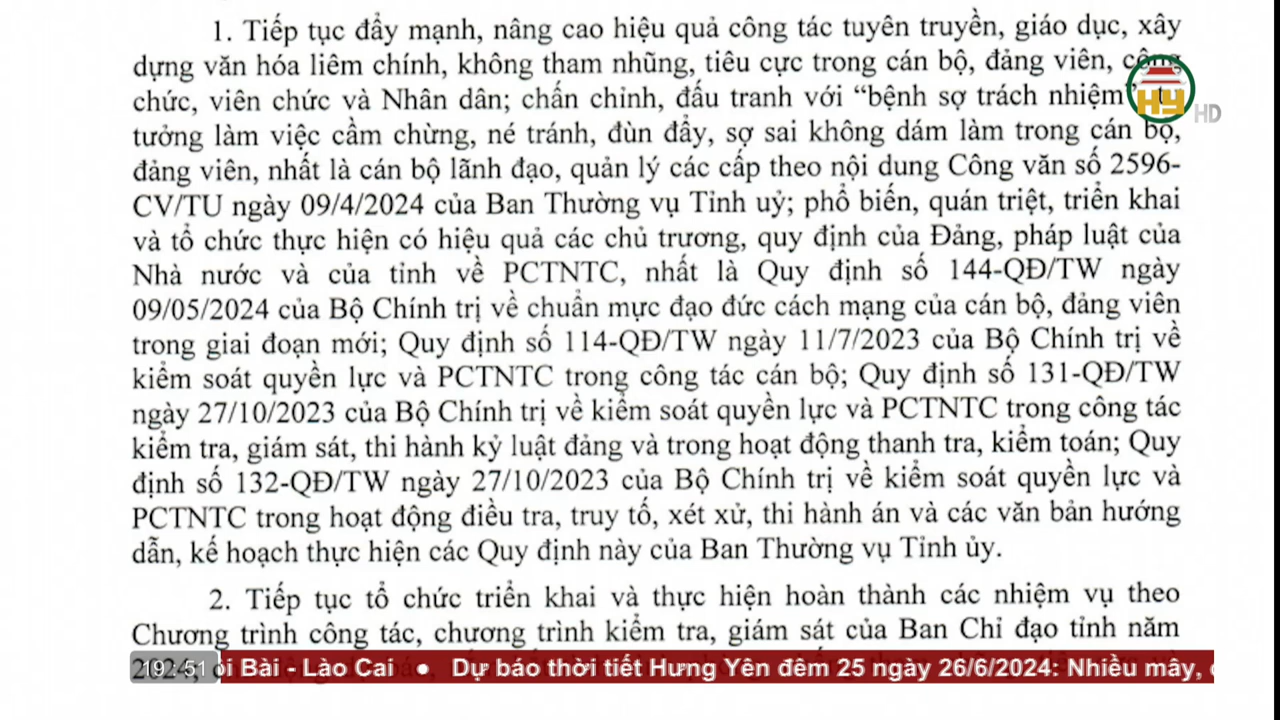 1. Tiếp tục đẩy mạnh, nâng cao hiệu quả công tác tuyên truyền, giáo dục, xây
dựng văn hóa liêm chính, không tham nhũng, tiêu cực trong cán bộ, đảng viên, công
chức, viên chức và Nhân dân; chấn chỉnh, đấu tranh với “bệnh sợ trách nhiệm”,
HY HD
tưởng làm việc cầm chừng, né tránh, đùn đẩy, sợ sai không dám làm trong cán bộ,
đảng viên, nhất là cán bộ lãnh đạo, quản lý các cấp theo nội dung Công văn số 2596-
CV/TU ngày 09/4/2024 của Ban Thường vụ Tỉnh uỷ; phổ biến, quán triệt, triển khai
và tổ chức thực hiện có hiệu quả các chủ trương, quy định của Đảng, pháp luật của
Nhà nước và của tỉnh về PCTNTC, nhất là Quy định số 144-QĐ/TW ngày
09/05/2024 của Bộ Chính trị về chuẩn mực đạo đức cách mạng của cán bộ, đảng viên
trong giai đoạn mới; Quy định số 114-QĐ/TW ngày 11/7/2023 của Bộ Chính trị về
kiểm soát quyền lực và PCTNTC trong công tác cán bộ; Quy định số 131-QĐ/TW
ngày 27/10/2023 của Bộ Chính trị về kiểm soát quyền lực và PCTNTC trong công tác
kiểm tra, giám sát, thi hành kỷ luật đảng và trong hoạt động thanh tra, kiểm toán; Quy
định số 132-QĐ/TW ngày 27/10/2023 của Bộ Chính trị về kiểm soát quyền lực và
PCTNTC trong hoạt động điều tra, truy tố, xét xử, thi hành án và các văn bản hướng
dẫn, kế hoạch thực hiện các Quy định này của Ban Thường vụ Tỉnh ủy.
2. Tiếp tục tổ chức triển khai và thực hiện hoàn thành các nhiệm vụ theo
Chương trình công tác, chương trình kiểm tra, giám sát của Ban Chỉ đạo tỉnh năm
2024;
19:51 Bài - Lào Cai • Dự báo thời tiết Hưng Yên đêm 25 ngày 26/6/2024: Nhiều mây,